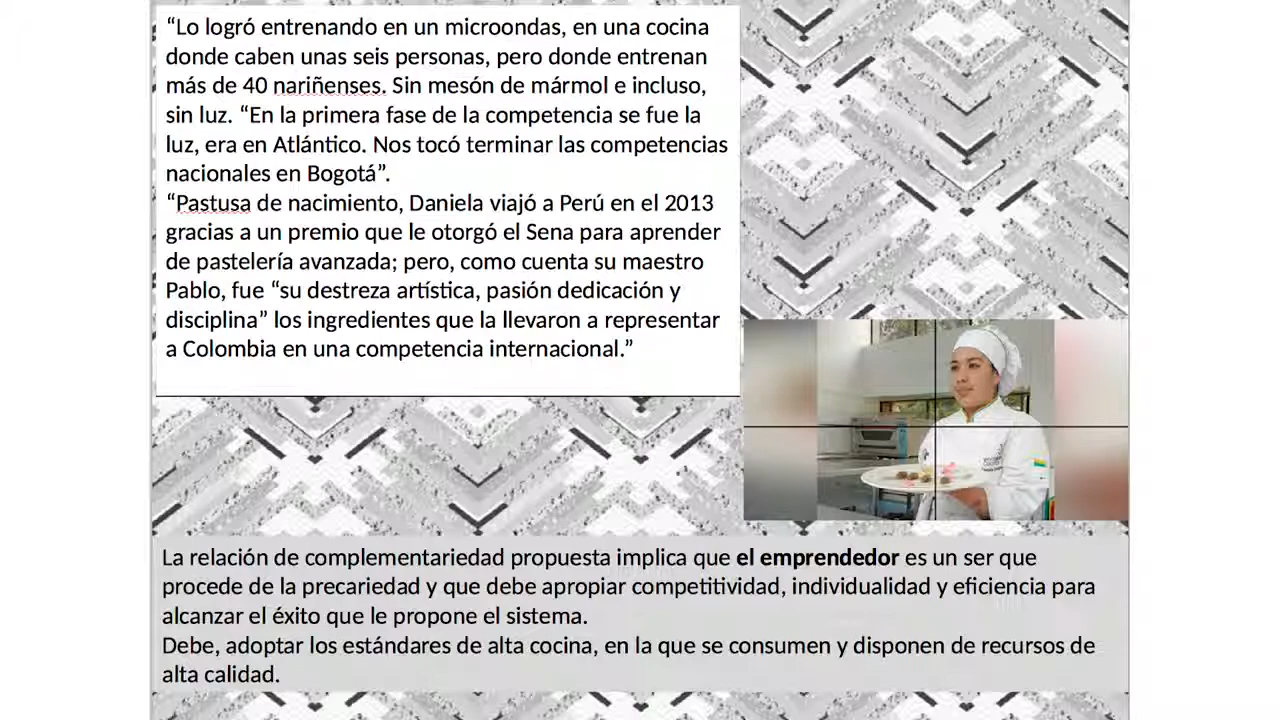 “Lo logró entrenando en un microondas, en una cocina
donde caben unas seis personas, pero donde entrenan
más de 40 nariñenses. Sin mesón de mármol e incluso,
sin luz. “En la primera fase de la competencia se fue la
luz, era en Atlántico. Nos tocó terminar las competencias
nacionales en Bogotá”.
“Pastusa de nacimiento, Daniela viajó a Perú en el 2013
gracias a un premio que le otorgó el Sena para aprender
de pastelería avanzada; pero, como cuenta su maestro
Pablo, fue “su destreza artística, pasión dedicación y
disciplina” los ingredientes que la llevaron a representar
a Colombia en una competencia internacional.”
La relación de complementariedad propuesta implica que el emprendedor es un ser que
procede de la precariedad y que debe apropiar competitividad, individualidad y eficiencia para
alcanzar el éxito que le propone el sistema.
Debe, adoptar los estándares de alta cocina, en la que se consumen y disponen de recursos de
alta calidad.